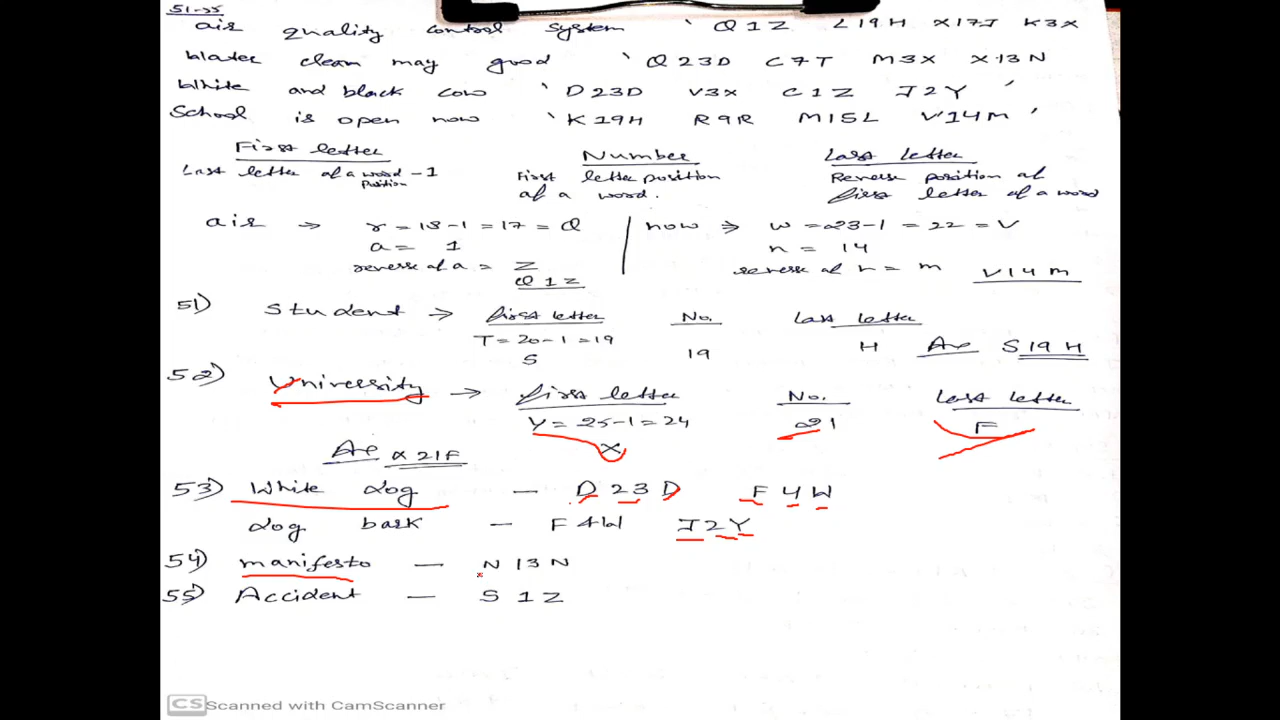 51-55
air quality control system ' Q1Z L19H X17J K3X
Water clean may good ' Q23D C7T M3X X13N
White and black cow ' D23D V3X C1Z J2Y '
School is open now ' K19H R9R M15L V14M '
First letter Number Last letter
Last letter of a word -1 First letter position Reverse position of
Position of a word. first letter of a word
air → r = 18-1 = 17 = Q now ⇒ w = 23-1 = 22 = V
a = 1 n = 14
reverse of a = Z reverse of n = m V14m
Q1Z
51) Student → first letter No. Last letter
T = 20-1 = 19 19 H Ans S19H
S
52) University → first letter No. Last letter
Y = 25-1 = 24 21 F
X
Ans X21F
53) White dog — D23D F4W
dog bark — F4W J2Y
54) manifesto — N13N
55) Accident — S1Z
CS Scanned with CamScanner